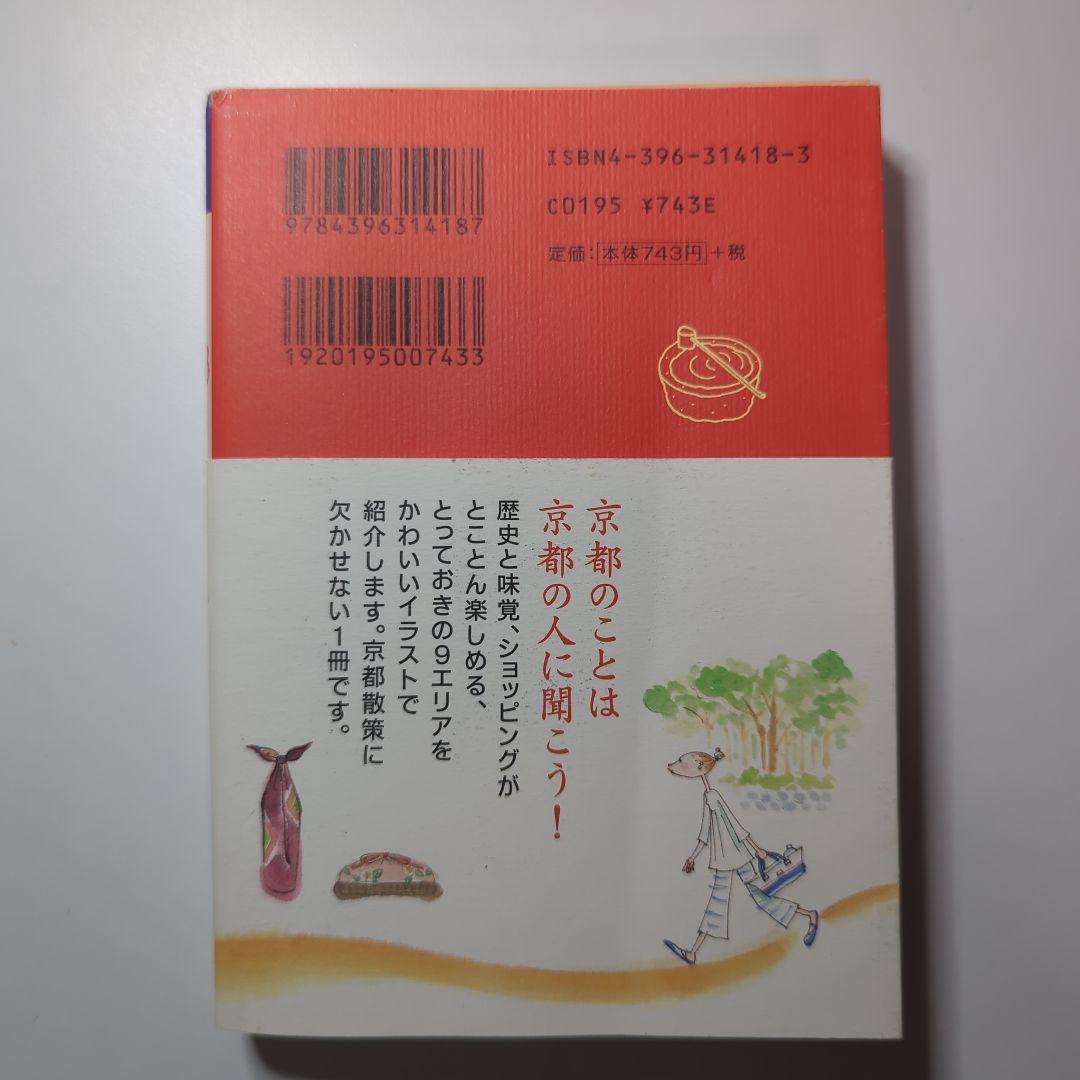 9784396314187
1920195007433
ISBN4-396-31418-3
C0195 ¥743E
定価：本体743円＋税
京都のことは
京都の人に聞こう！
歴史と味覚、ショッピングが
とことん楽しめる、
とっておきの9エリアを
かわいいイラストで
紹介します。京都散策に
欠かせない1冊です。